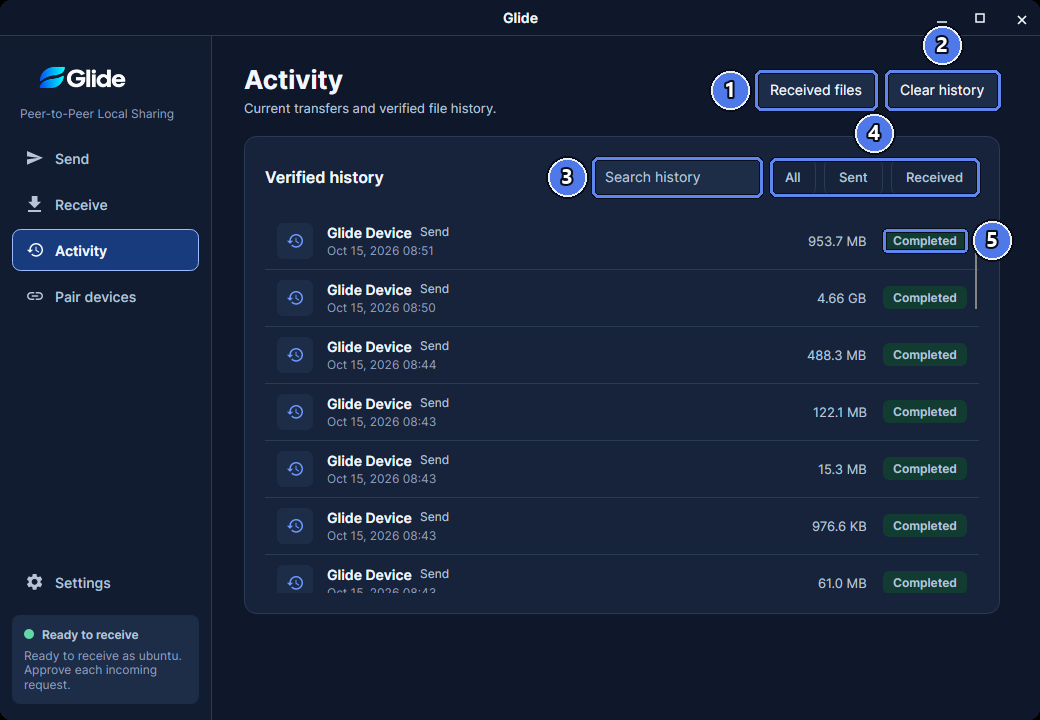 Glide
Glide
Peer-to-Peer Local Sharing
Send
Receive
Activity
Pair devices
Settings
Ready to receive
Ready to receive as ubuntu.
Approve each incoming
request.
Activity
Current transfers and verified file history.
1
Received files
2
Clear history
Verified history
3
Search history
4
All Sent Received
Glide Device Send
Oct 15, 2026 08:51
953.7 MB Completed
5
Glide Device Send
Oct 15, 2026 08:50
4.66 GB Completed
Glide Device Send
Oct 15, 2026 08:44
488.3 MB Completed
Glide Device Send
Oct 15, 2026 08:43
122.1 MB Completed
Glide Device Send
Oct 15, 2026 08:43
15.3 MB Completed
Glide Device Send
Oct 15, 2026 08:43
976.6 KB Completed
Glide Device Send
Oct 15, 2026 08:43
61.0 MB Completed